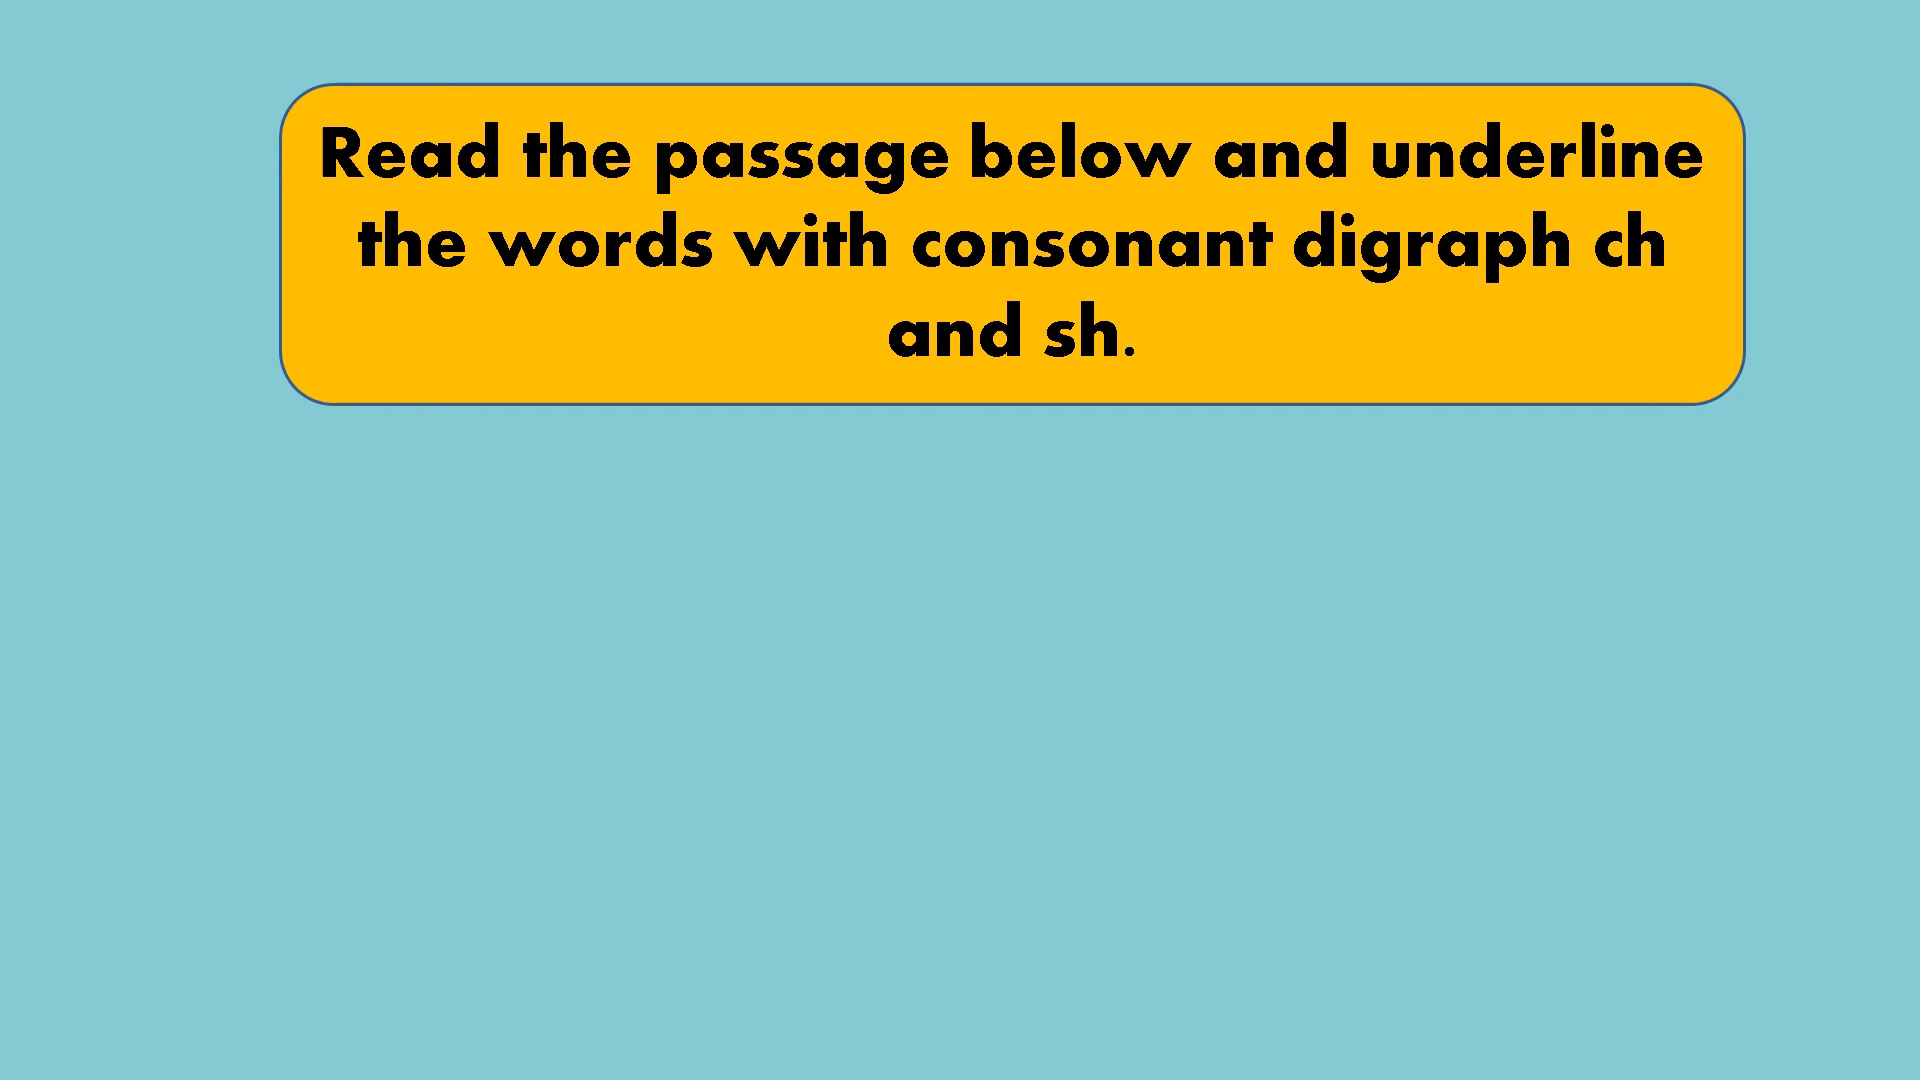 Read the passage below and underline
the words with consonant digraph ch
and sh.